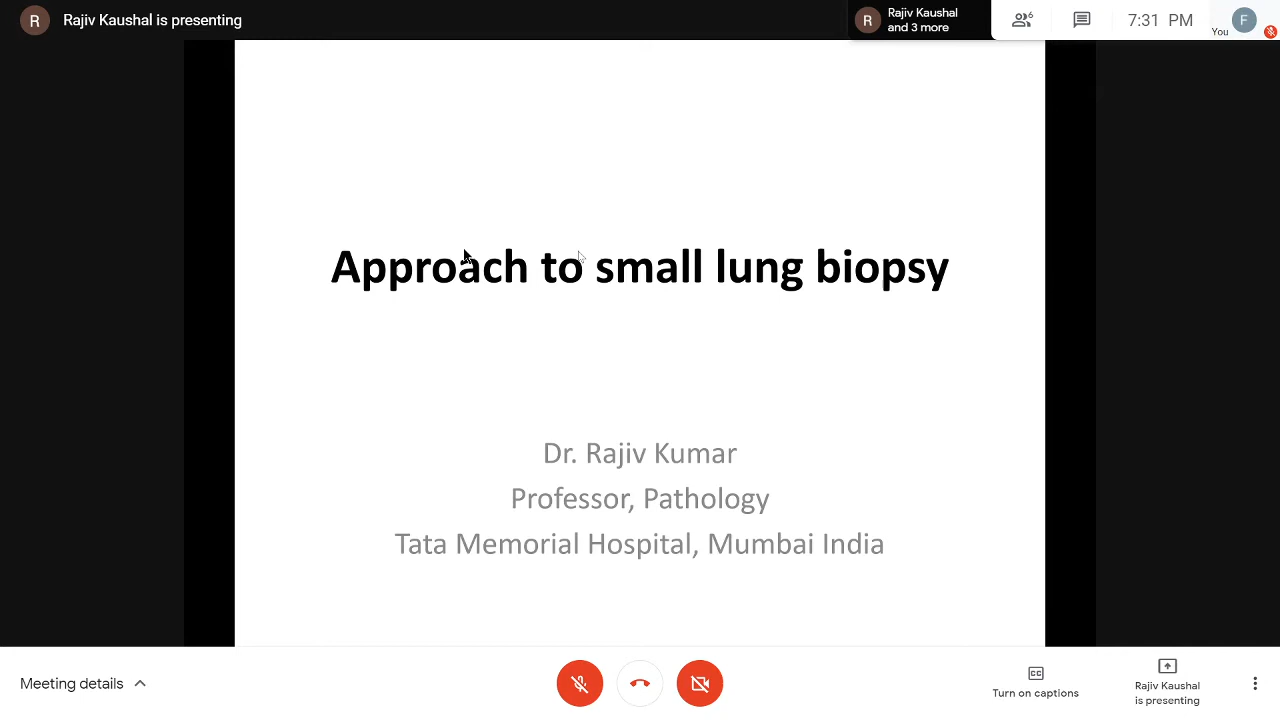 R Rajiv Kaushal is presenting
R Rajiv Kaushal
and 3 more
6
7:31 PM
You
F
Approach to small lung biopsy
Dr. Rajiv Kumar
Professor, Pathology
Tata Memorial Hospital, Mumbai India
Meeting details
CC
Turn on captions
Rajiv Kaushal
is presenting